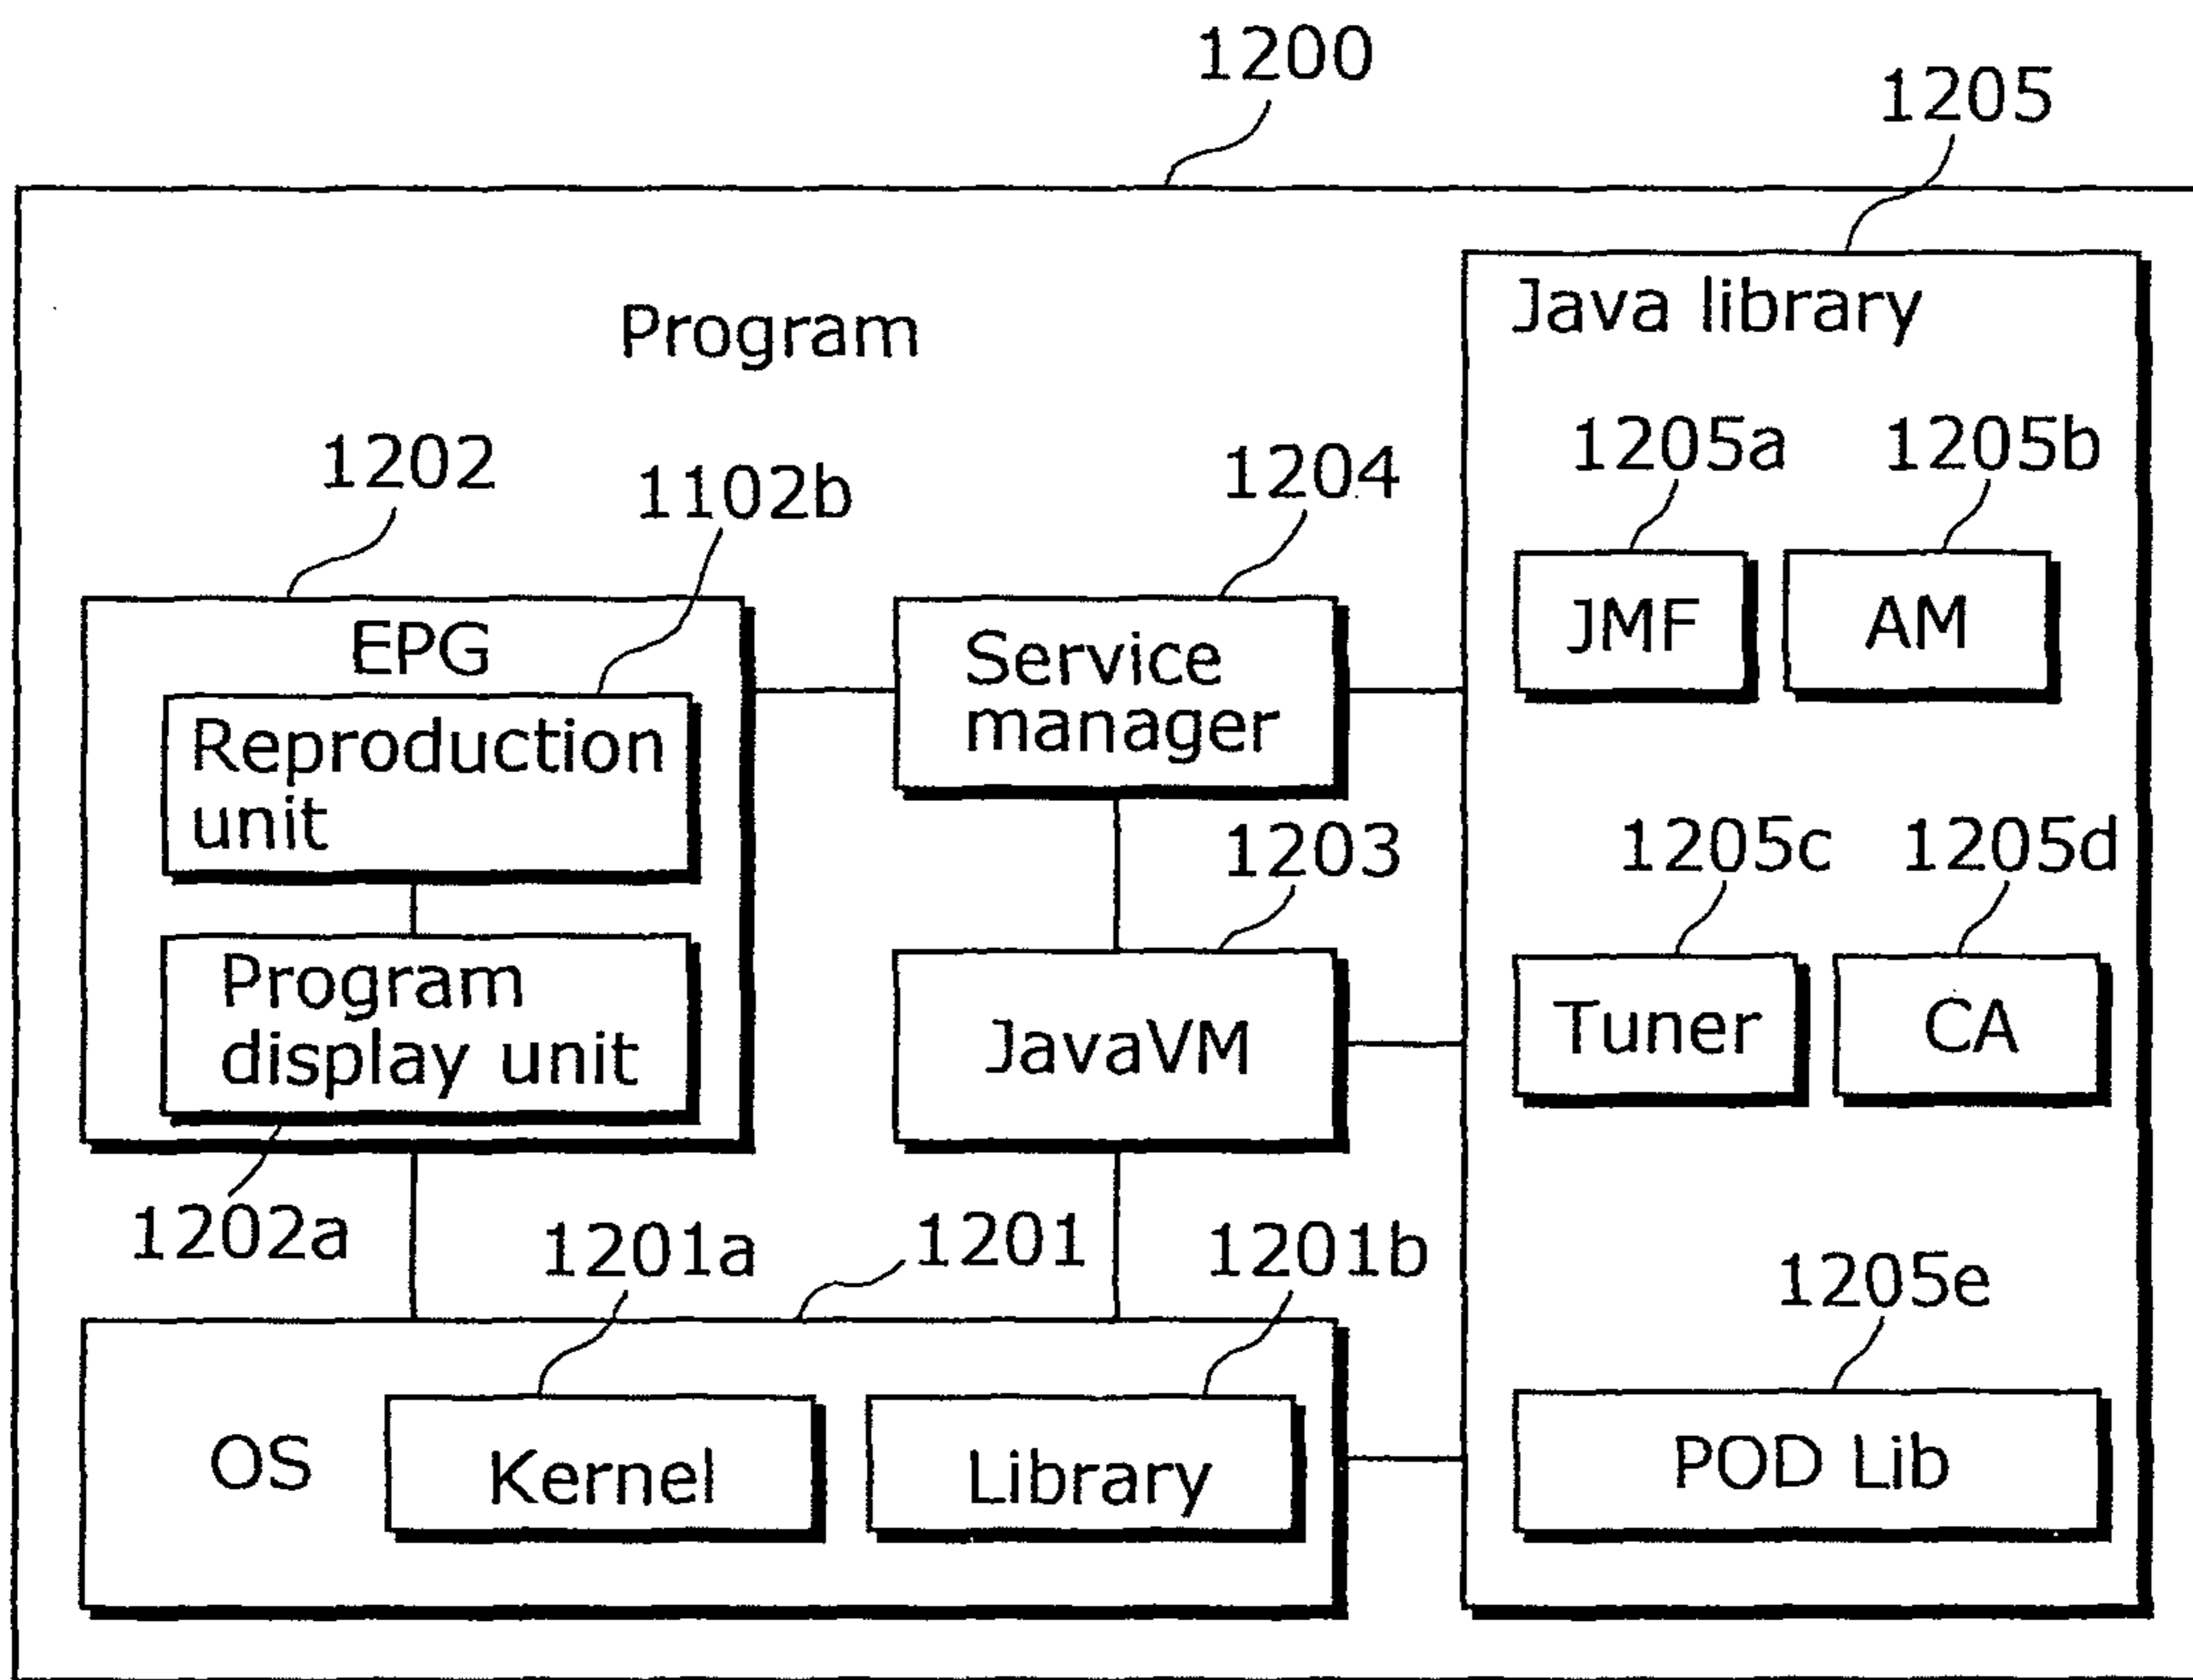 1200
1205
Program
Java library
1202
1102b
1204
1205a
1205b
EPG
Reproduction
unit
Service
manager
JMF
AM
1203
1205c
1205d
Program
display unit
JavaVM
Tuner
CA
1202a
1201a
1201
1201b
1205e
OS
Kernel
Library
POD Lib